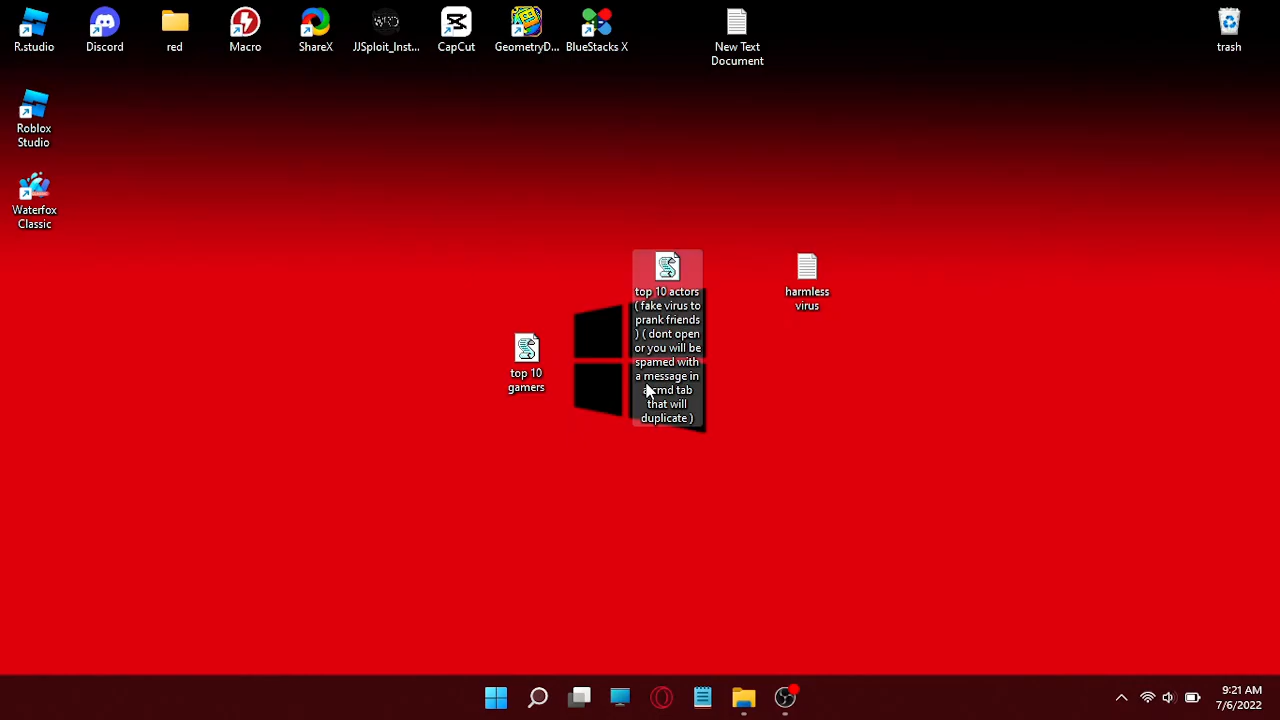 R.studio
Discord
red
Macro
ShareX
JJSploit_Inst...
CapCut
GeometryD...
BlueStacks X
New Text
Document
trash
Roblox
Studio
Waterfox
Classic
top 10 actors
( fake virus to
prank friends
) ( dont open
or you will be
spamed with
a message in
a cmd tab
that will
duplicate )
harmless
virus
top 10
gamers
9:21 AM
7/6/2022